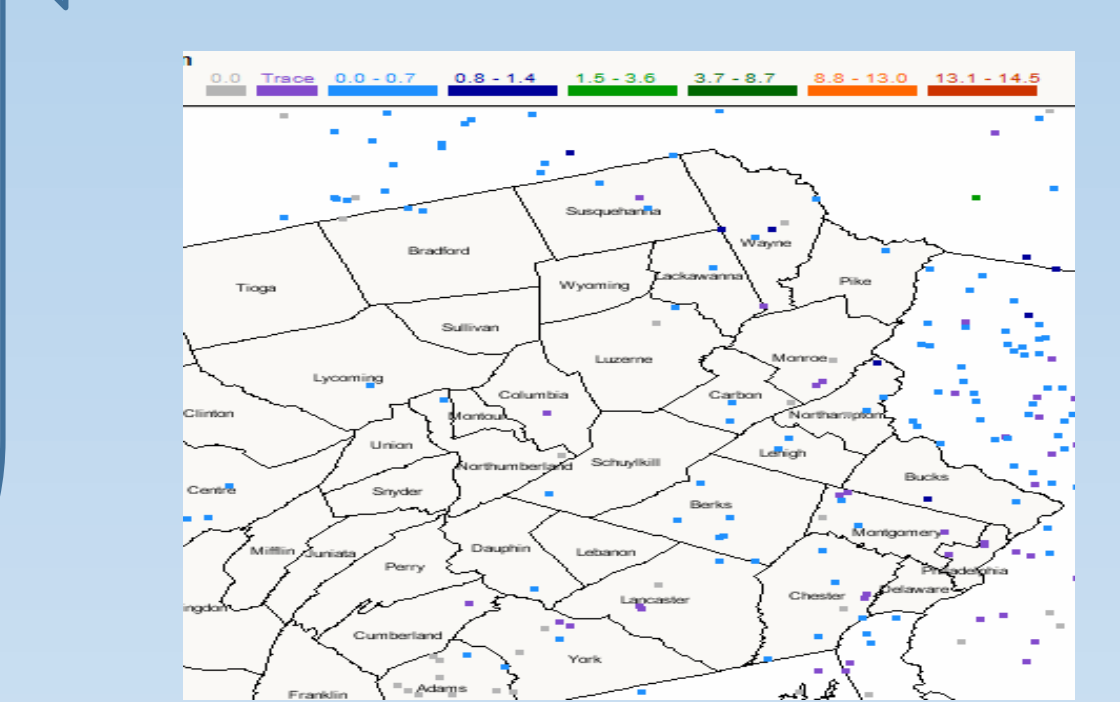 n
0.0 Trace 0.0 - 0.7 0.8 - 1.4 1.5 - 3.6 3.7 - 8.7 8.8 - 13.0 13.1 - 14.5
Susquehanna
Wayne
Bradford
Lackawanna
Pike
Wyoming
Tioga
Sullivan
Luzerne
Monroe
Lycoming
Columbia
Carbon
Clinton
Montour
Northampton
Union
Lehigh
Northumberland
Schuylkill
Bucks
Centre
Snyder
Berks
Montgomery
Dauphin
Mifflin
Juniata
Lebanon
Perry
Philadelphia
Delaware
Chester
Lancaster
ingdon
Cumberland
York
Adams
Franklin